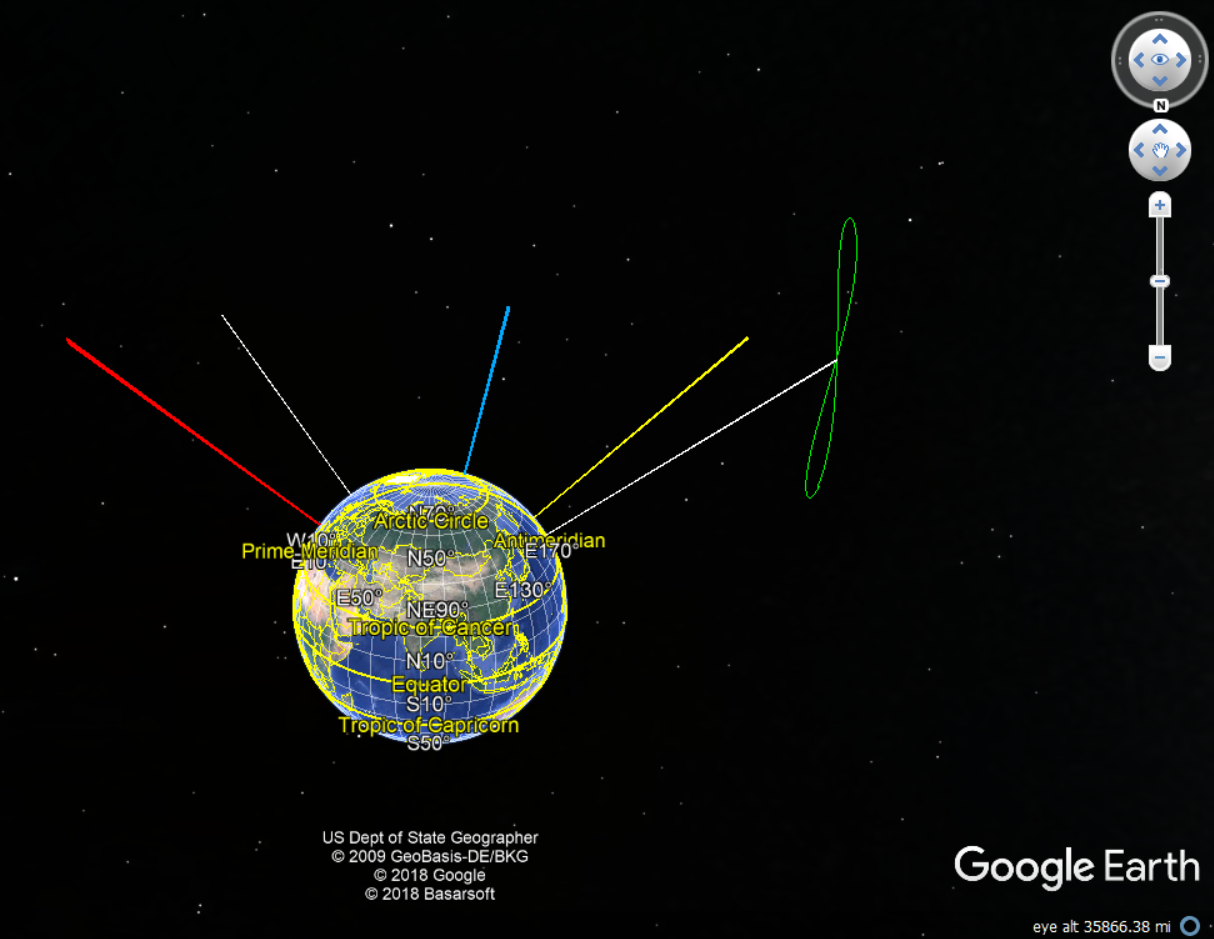 N
N70°
Arctic Circle
W10°
Antimeridian
Prime Meridian
E170°
E10°
N50°
E130°
E50°
NE90°
Tropic of Cancer
N10°
Equator
S10°
Tropic of Capricorn
S50°
US Dept of State Geographer
© 2009 GeoBasis-DE/BKG
© 2018 Google
© 2018 Basarsoft
Google Earth
eye alt 35866.38 mi